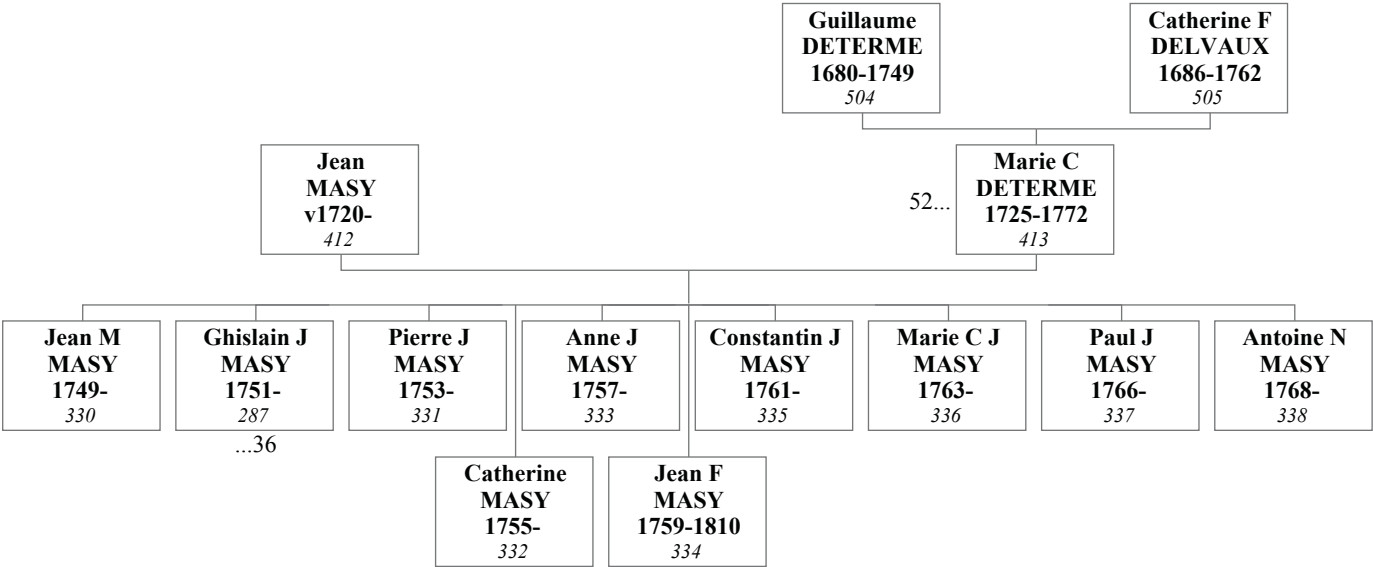 Guillaume
DETERME
1680-1749
504
Catherine F
DELVAUX
1686-1762
505
Jean
MASY
v1720-
412
52...
Marie C
DETERME
1725-1772
413
Jean M
MASY
1749-
330
Ghislain J
MASY
1751-
287
...36
Pierre J
MASY
1753-
331
Anne J
MASY
1757-
333
Constantin J
MASY
1761-
335
Marie C J
MASY
1763-
336
Paul J
MASY
1766-
337
Antoine N
MASY
1768-
338
Catherine
MASY
1755-
332
Jean F
MASY
1759-1810
334